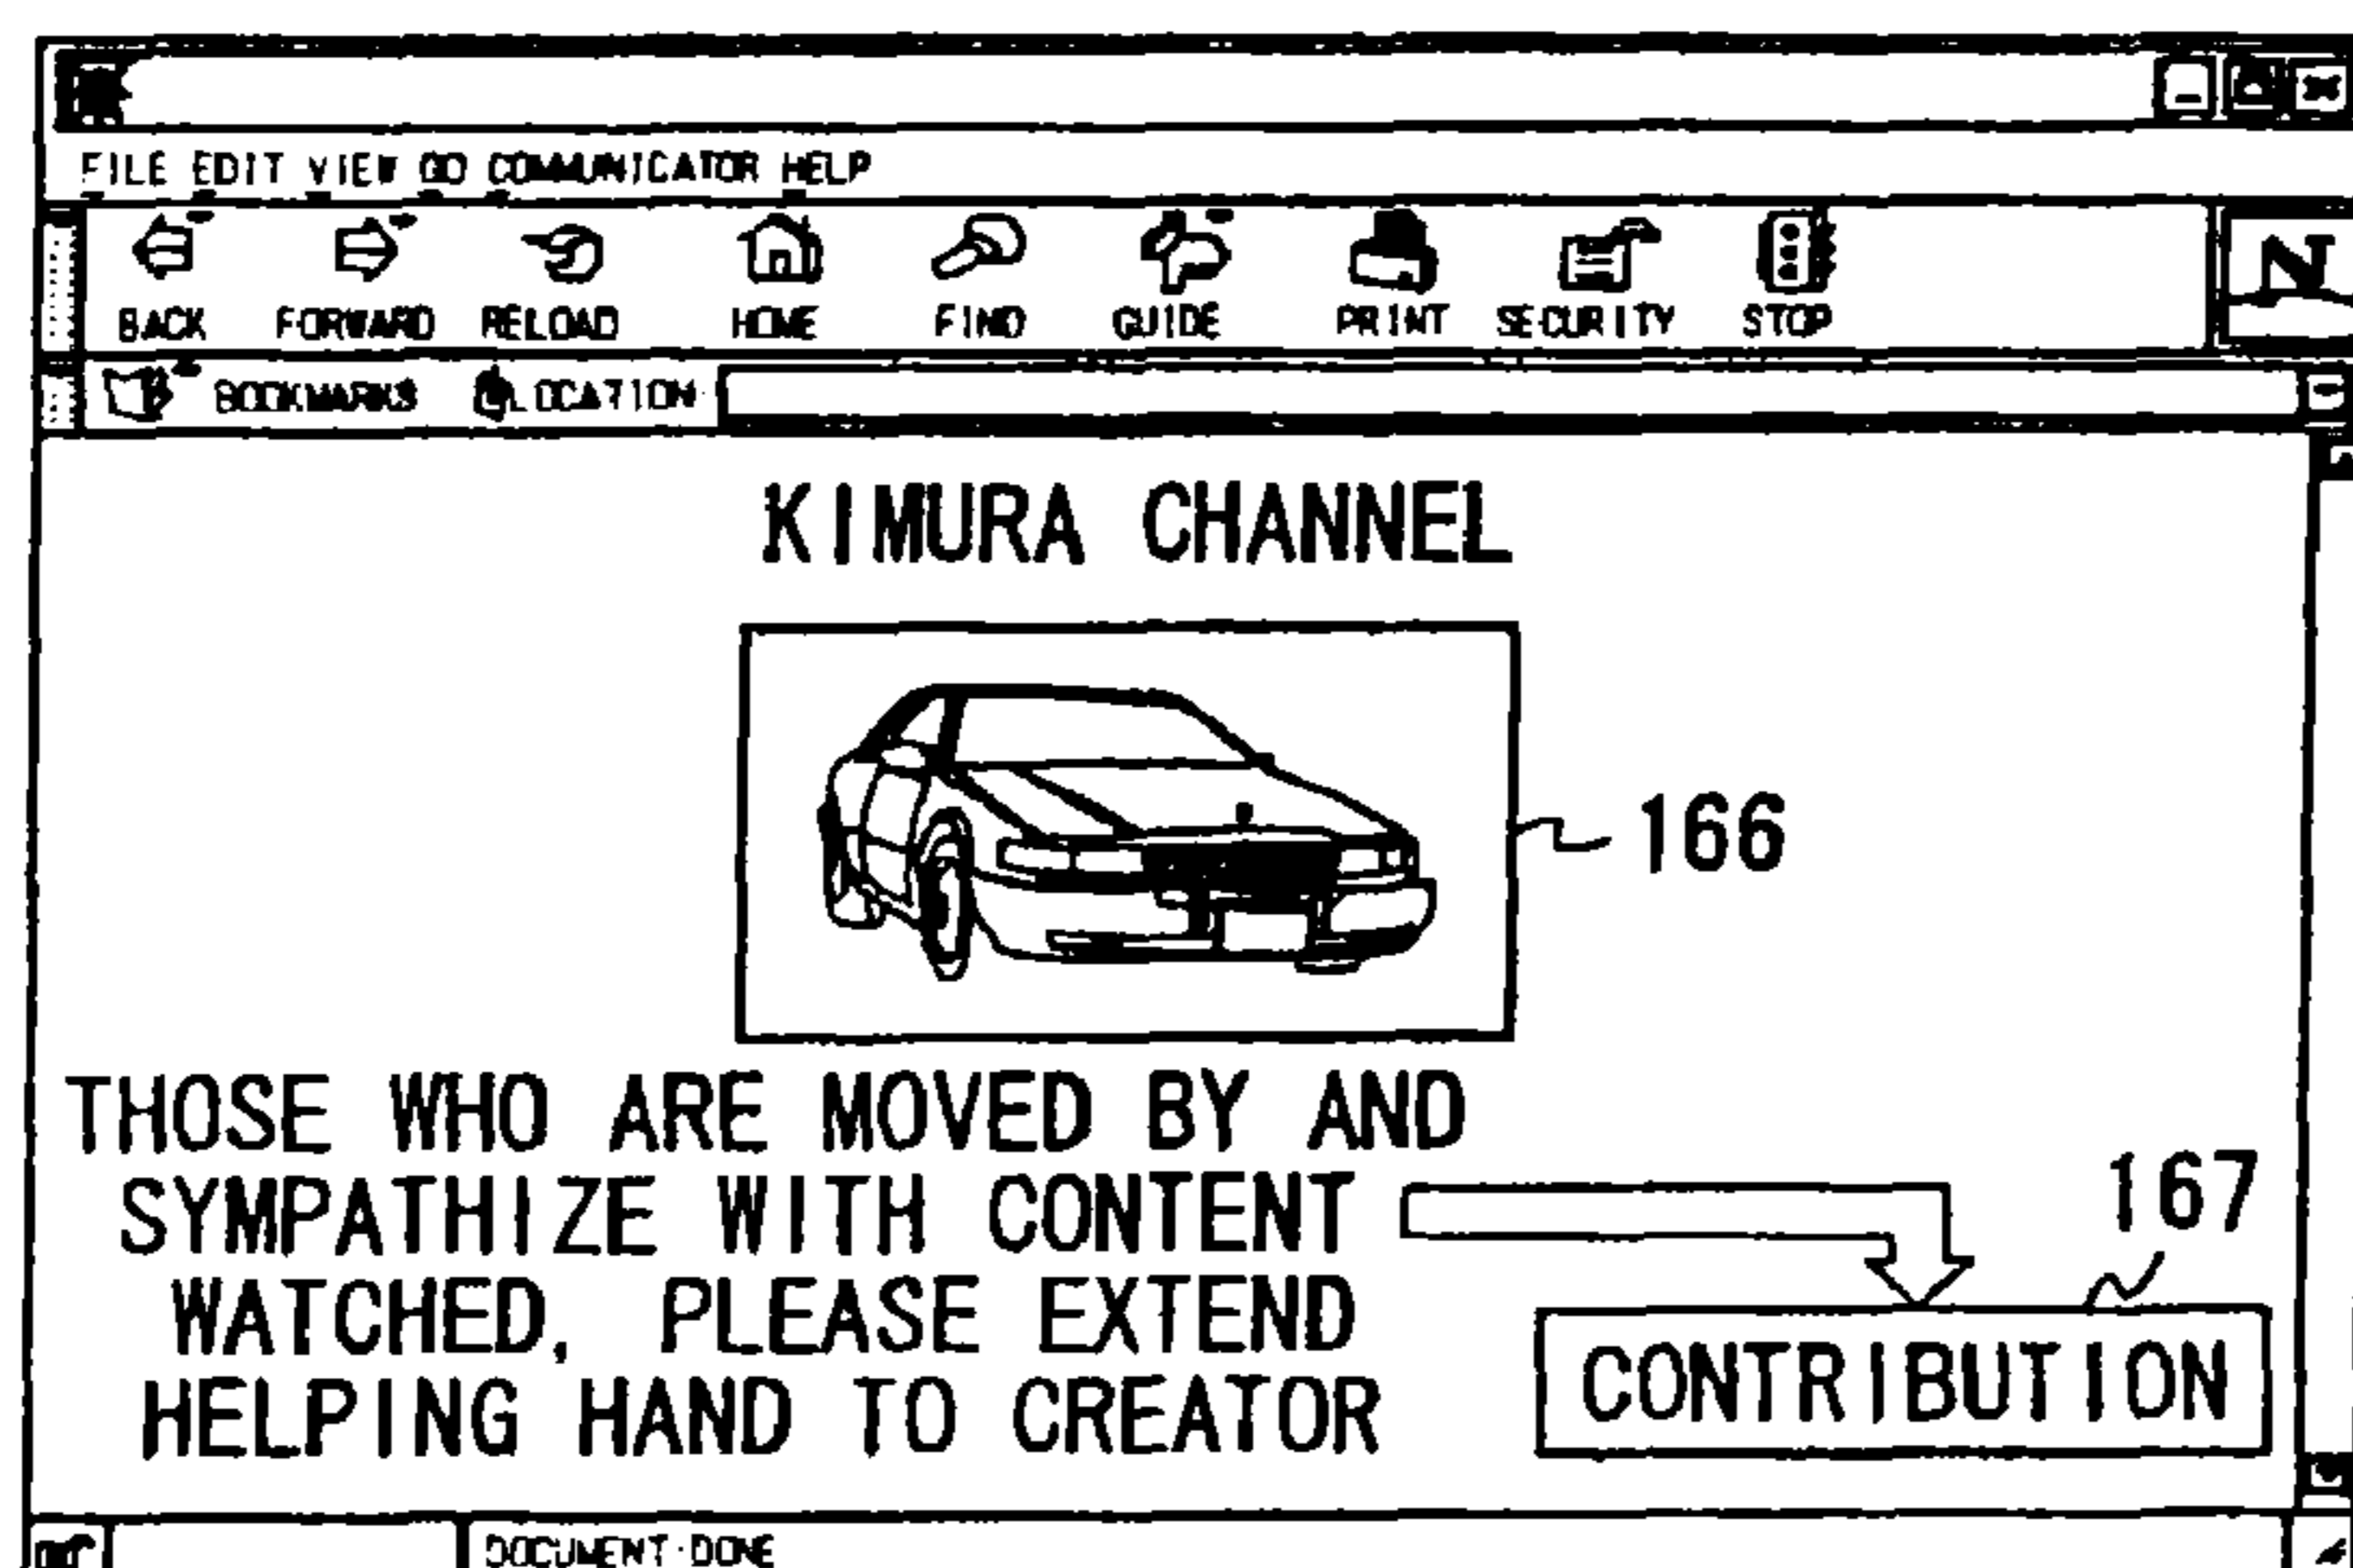 FILE EDIT VIEW GO COMMUNICATOR HELP
BACK FORWARD RELOAD HOME FIND GUIDE PRINT SECURITY STOP
N
BOOKMARKS LOCATION
KIMURA CHANNEL
166
THOSE WHO ARE MOVED BY AND
SYMPATHIZE WITH CONTENT
WATCHED, PLEASE EXTEND
HELPING HAND TO CREATOR
167
CONTRIBUTION
DOCUMENT:DONE